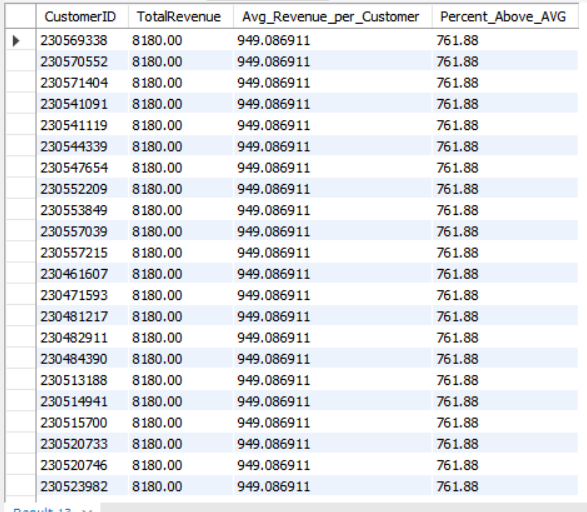 CustomerID TotalRevenue Avg_Revenue_per_Customer Percent_Above_AVG
230569338 8180.00 949.086911 761.88
230570552 8180.00 949.086911 761.88
230571404 8180.00 949.086911 761.88
230541091 8180.00 949.086911 761.88
230541119 8180.00 949.086911 761.88
230544339 8180.00 949.086911 761.88
230547654 8180.00 949.086911 761.88
230552209 8180.00 949.086911 761.88
230553849 8180.00 949.086911 761.88
230557039 8180.00 949.086911 761.88
230557215 8180.00 949.086911 761.88
230461607 8180.00 949.086911 761.88
230471593 8180.00 949.086911 761.88
230481217 8180.00 949.086911 761.88
230482911 8180.00 949.086911 761.88
230484390 8180.00 949.086911 761.88
230513188 8180.00 949.086911 761.88
230514941 8180.00 949.086911 761.88
230515700 8180.00 949.086911 761.88
230520733 8180.00 949.086911 761.88
230520746 8180.00 949.086911 761.88
230523982 8180.00 949.086911 761.88
Result